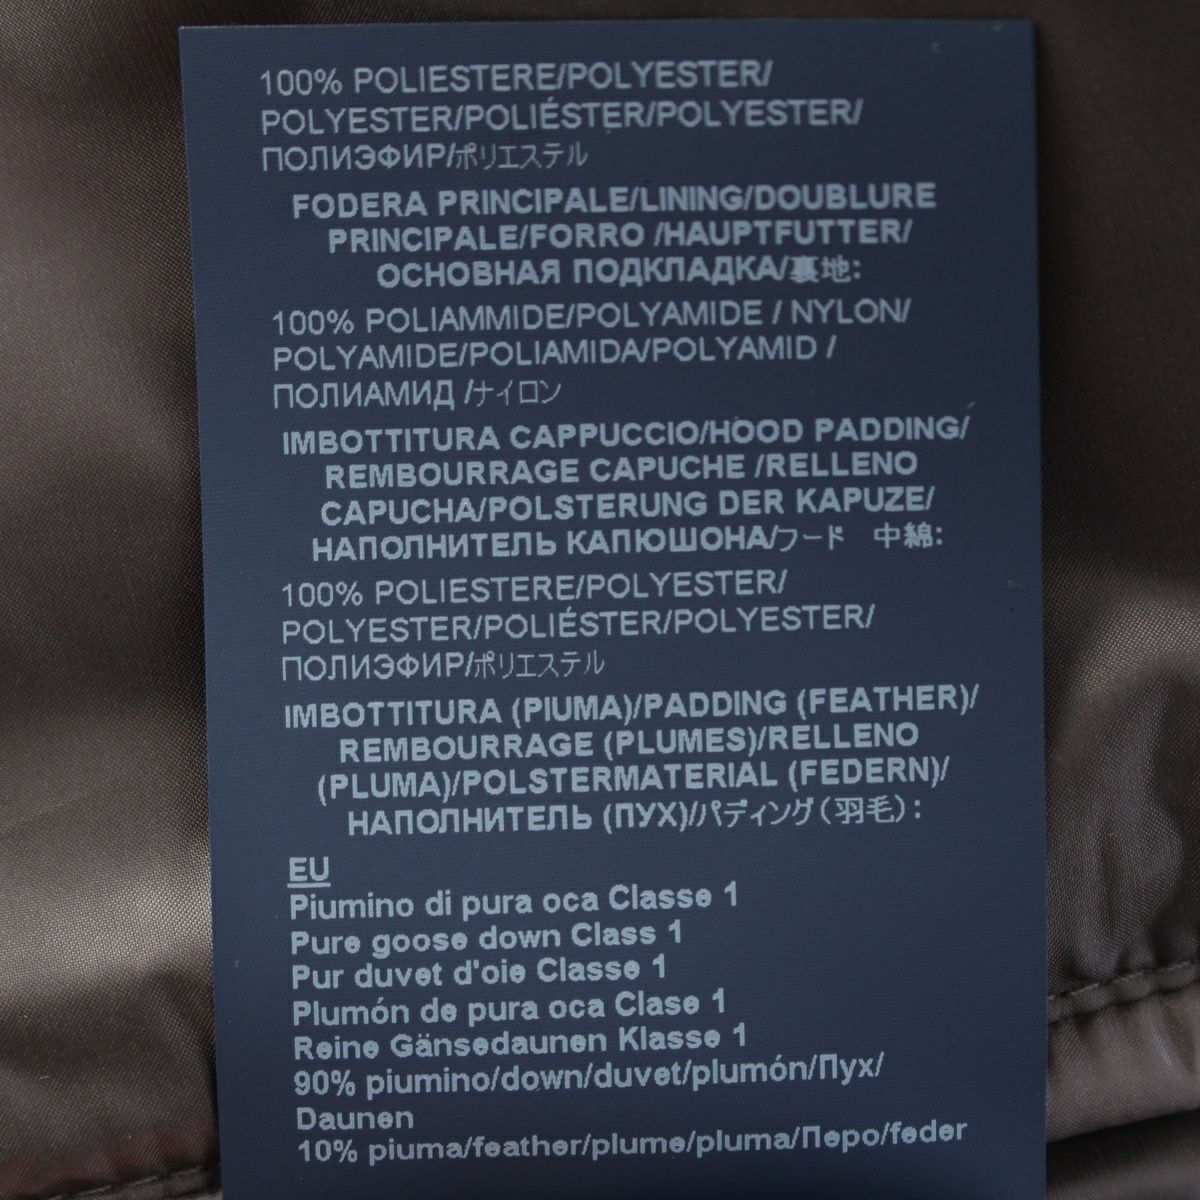 100% POLIESTERE/POLYESTER/
POLYESTER/POLIÉSTER/POLYESTER/
ПОЛИЭФИР/ポリエステル
FODERA PRINCIPALE/LINING/DOUBLURE
PRINCIPALE/FORRO /HAUPTFUTTER/
ОСНОВНАЯ ПОДКЛАДКА/裏地:
100% POLIAMMIDE/POLYAMIDE / NYLON/
POLYAMIDE/POLIAMIDA/POLYAMID /
ПОЛИАМИД /ナイロン
IMBOTTITURA CAPPUCCIO/HOOD PADDING/
REMBOURRAGE CAPUCHE /RELLENO
CAPUCHA/POLSTERUNG DER KAPUZE/
НАПОЛНИТЕЛЬ КАПЮШОНА/フード 中綿:
100% POLIESTERE/POLYESTER/
POLYESTER/POLIÉSTER/POLYESTER/
ПОЛИЭФИР/ポリエステル
IMBOTTITURA (PIUMA)/PADDING (FEATHER)/
REMBOURRAGE (PLUMES)/RELLENO
(PLUMA)/POLSTERMATERIAL (FEDERN)/
НАПОЛНИТЕЛЬ (ПУХ)/パディング(羽毛):
EU
Piumino di pura oca Classe 1
Pure goose down Class 1
Pur duvet d'oie Classe 1
Plumón de pura oca Clase 1
Reine Gänsedaunen Klasse 1
90% piumino/down/duvet/plumón/Пух/
Daunen
10% piuma/feather/plume/pluma/Перо/feder